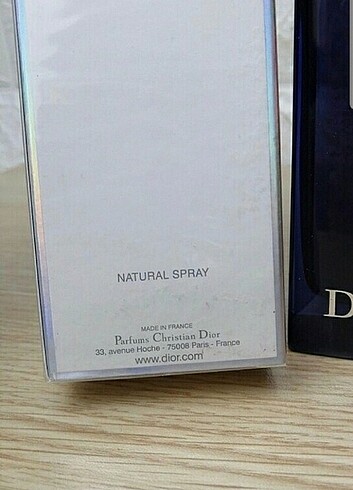 NATURAL SPRAY
MADE IN FRANCE
Parfums Christian Dior
33, avenue Hoche - 75008 Paris - France
www.dior.com
D